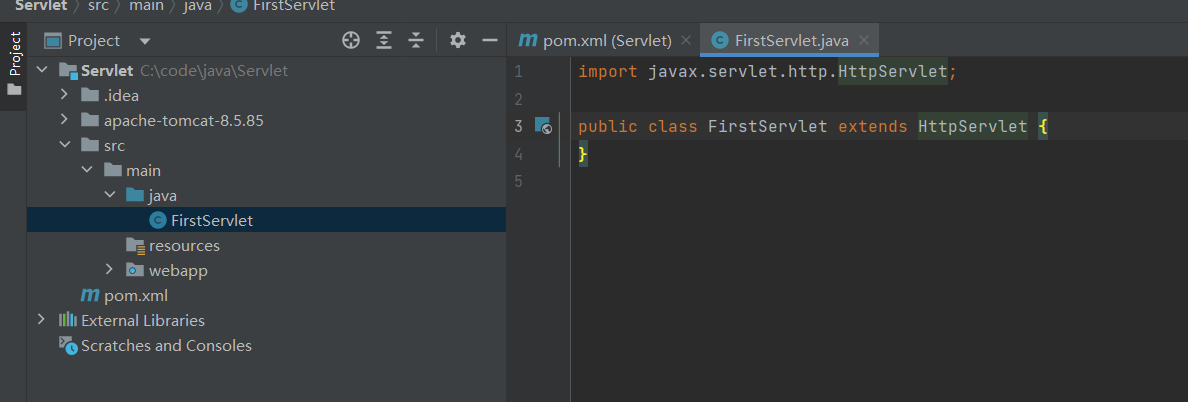 Servlet 〉 src 〉 main 〉 java 〉 FirstServlet
Project
Project
pom.xml (Servlet)
FirstServlet.java
Servlet C:\code\java\Servlet
.idea
apache-tomcat-8.5.85
src
main
java
FirstServlet
resources
webapp
pom.xml
External Libraries
Scratches and Consoles
1 import javax.servlet.http.HttpServlet;
2
3 public class FirstServlet extends HttpServlet {
4 }
5